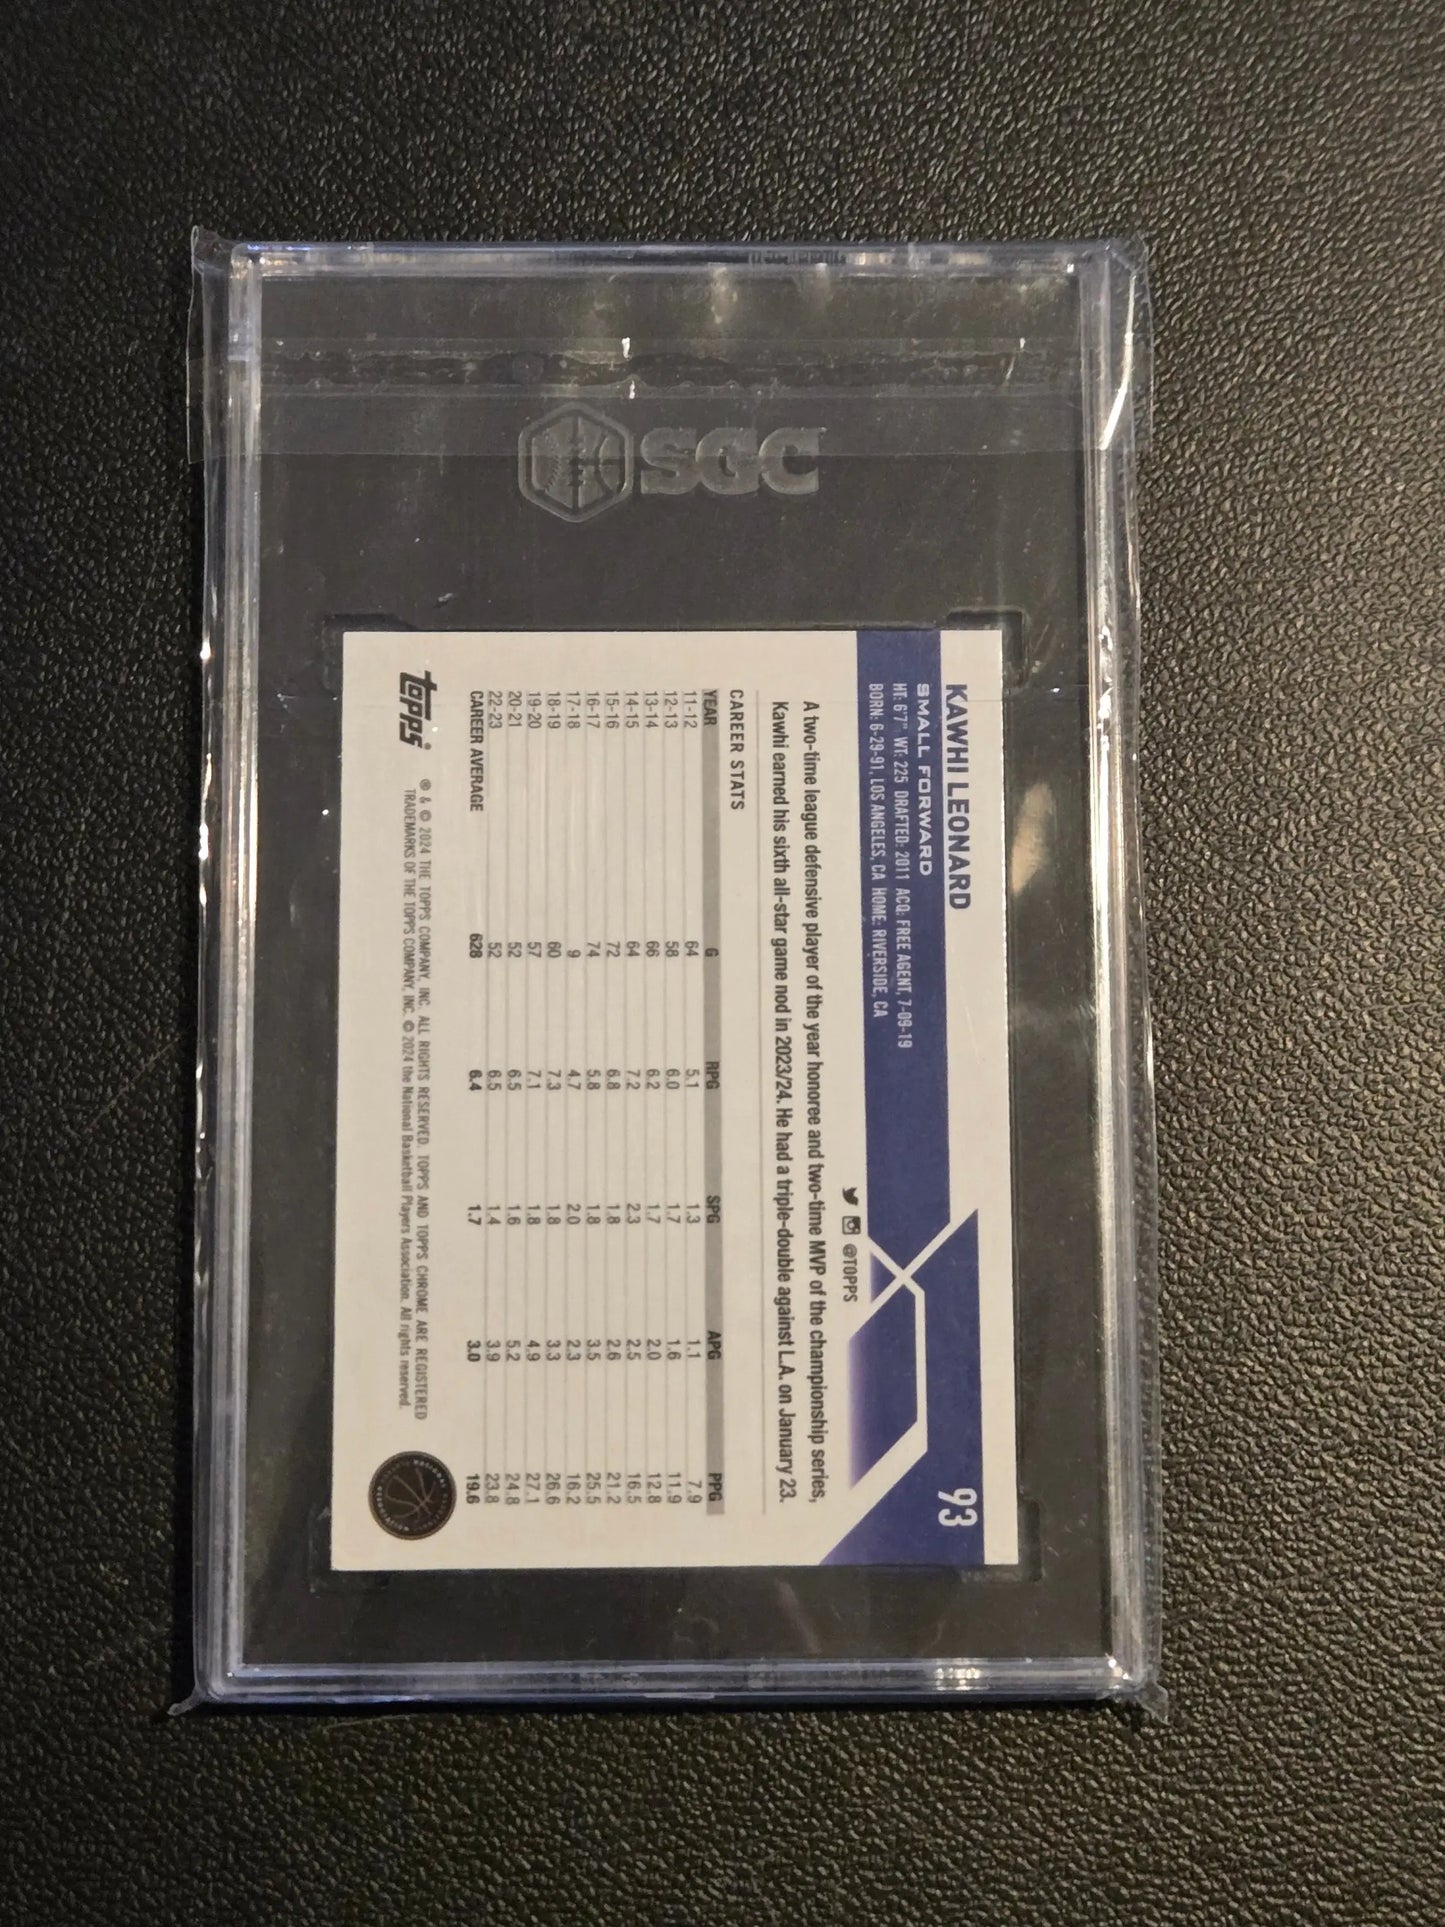 SGC
KAWHI LEONARD
93
SMALL FORWARD
HT: 6'7" WT: 225 DRAFTED: 2011 ACQ: FREE AGENT, 7-09-19
BORN: 6-29-91, LOS ANGELES, CA HOME: RIVERSIDE, CA
@TOPPS
A two-time league defensive player of the year honoree and two-time MVP of the championship series,
Kawhi earned his sixth all-star game nod in 2023/24. He had a triple-double against L.A. on January 23.
CAREER STATS
YEAR G RPG SPG APG PPG
11-12 64 5.1 1.3 1.1 7.9
12-13 58 6.0 1.7 1.6 11.9
13-14 66 6.2 1.7 2.0 12.8
14-15 64 7.2 2.3 2.5 16.5
15-16 72 6.8 1.8 2.6 21.2
16-17 74 5.8 1.8 3.5 25.5
17-18 9 4.7 2.0 2.3 16.2
18-19 60 7.3 1.8 3.3 26.6
19-20 57 7.1 1.8 4.9 27.1
20-21 52 6.5 1.6 5.2 24.8
22-23 52 6.5 1.4 3.9 23.8
CAREER AVERAGE 628 6.4 1.7 3.0 19.6
topps®
® & © 2024 THE TOPPS COMPANY, INC. ALL RIGHTS RESERVED. TOPPS AND TOPPS CHROME ARE REGISTERED
TRADEMARKS OF THE TOPPS COMPANY, INC. © 2024 the National Basketball Players Association. All rights reserved.